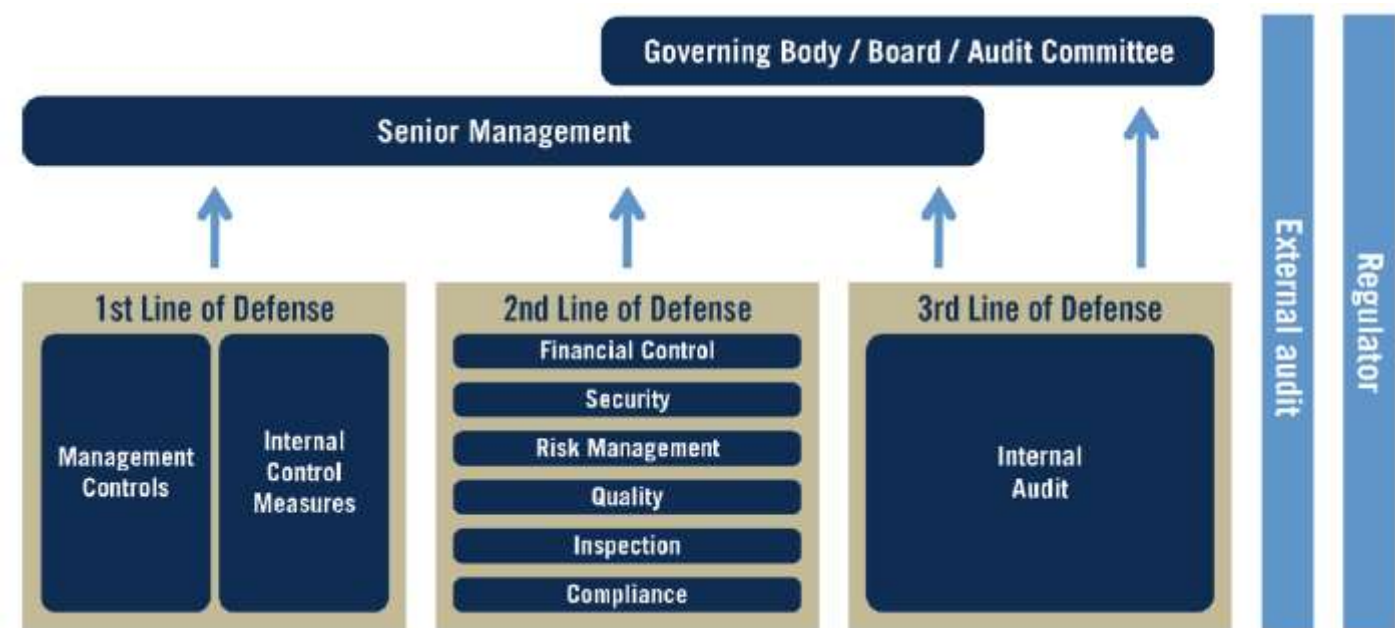 Governing Body / Board / Audit Committee
Senior Management
1st Line of Defense
Management
Controls
Internal
Control
Measures
2nd Line of Defense
Financial Control
Security
Risk Management
Quality
Inspection
Compliance
3rd Line of Defense
Internal
Audit
External audit
Regulator